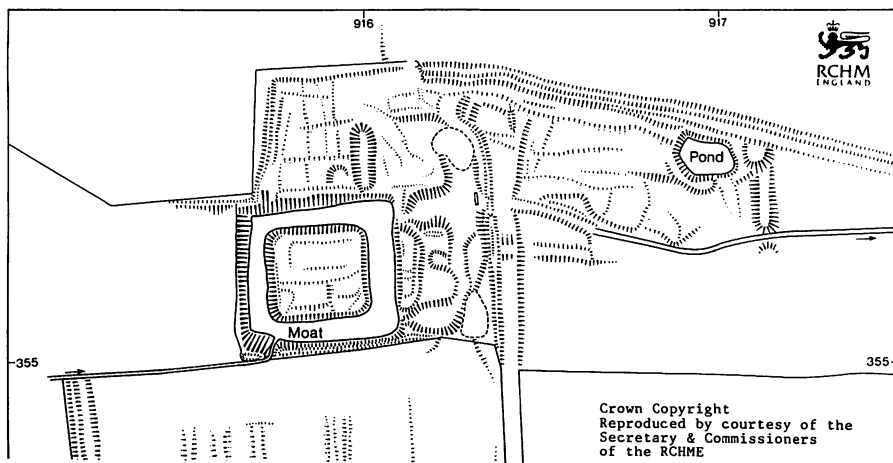 916
917
RCHM
ENGLAND
Pond
Moat
355
355
Crown Copyright
Reproduced by courtesy of the
Secretary & Commissioners
of the RCHME